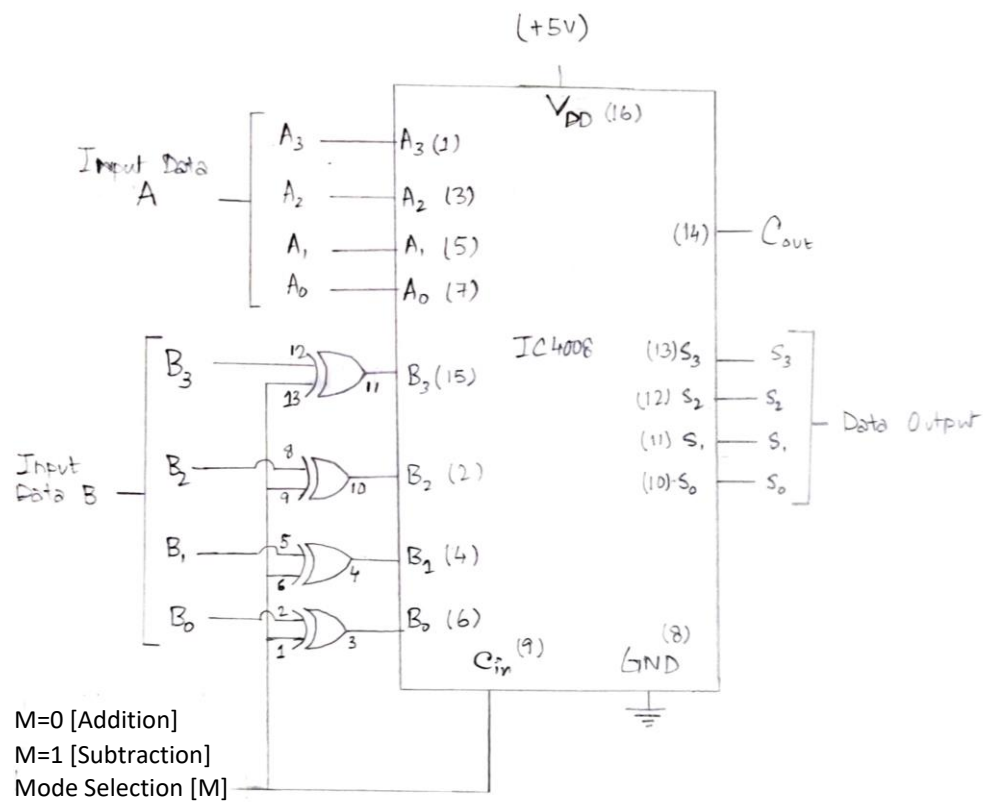 (+5V)
VDD (16)
Input Data
A
A3 A3 (1)
A2 A2 (3)
A1 A1 (5)
A0 A0 (7)
(14) Cout
IC4008
Input
Data B
B3 12 13 11 B3 (15)
B2 8 9 10 B2 (2)
B1 5 6 4 B1 (4)
B0 2 1 3 B0 (6)
(13) S3 S3
(12) S2 S2
(11) S1 S1
(10) S0 S0
Data Output
Cin (9)
(8)
GND
M=0 [Addition]
M=1 [Subtraction]
Mode Selection [M]